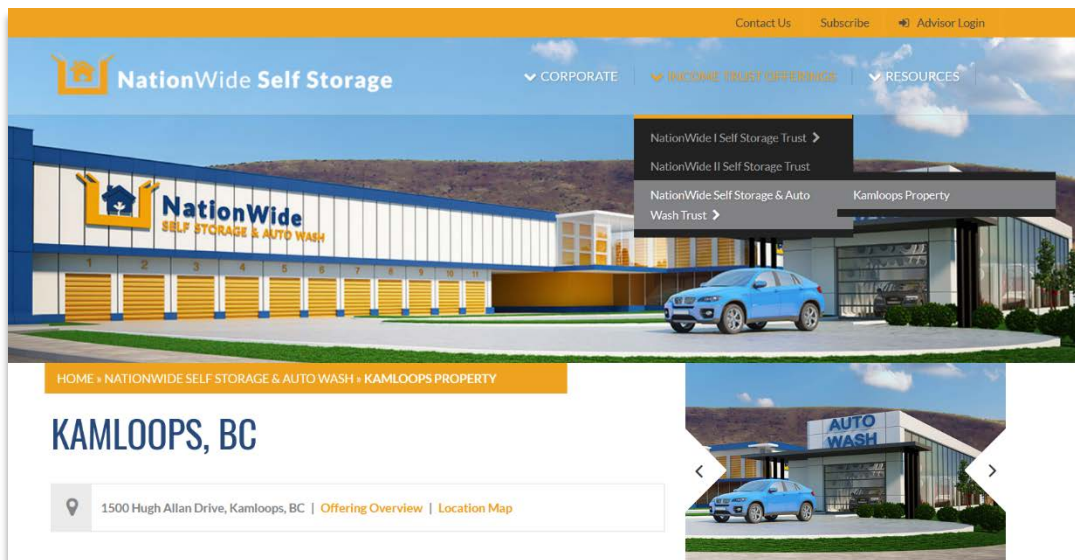 Contact Us Subscribe Advisor Login
NationWide Self Storage
CORPORATE INCOME TRUST OFFERINGS RESOURCES
NationWide I Self Storage Trust
NationWide II Self Storage Trust
NationWide Self Storage & Auto
Wash Trust
Kamloops Property
NationWide
SELF STORAGE & AUTO WASH
1 2 3 4 5 6 7 8 9 10 11
HOME » NATIONWIDE SELF STORAGE & AUTO WASH » KAMLOOPS PROPERTY
KAMLOOPS, BC
1500 Hugh Allan Drive, Kamloops, BC | Offering Overview | Location Map
AUTO
WASH